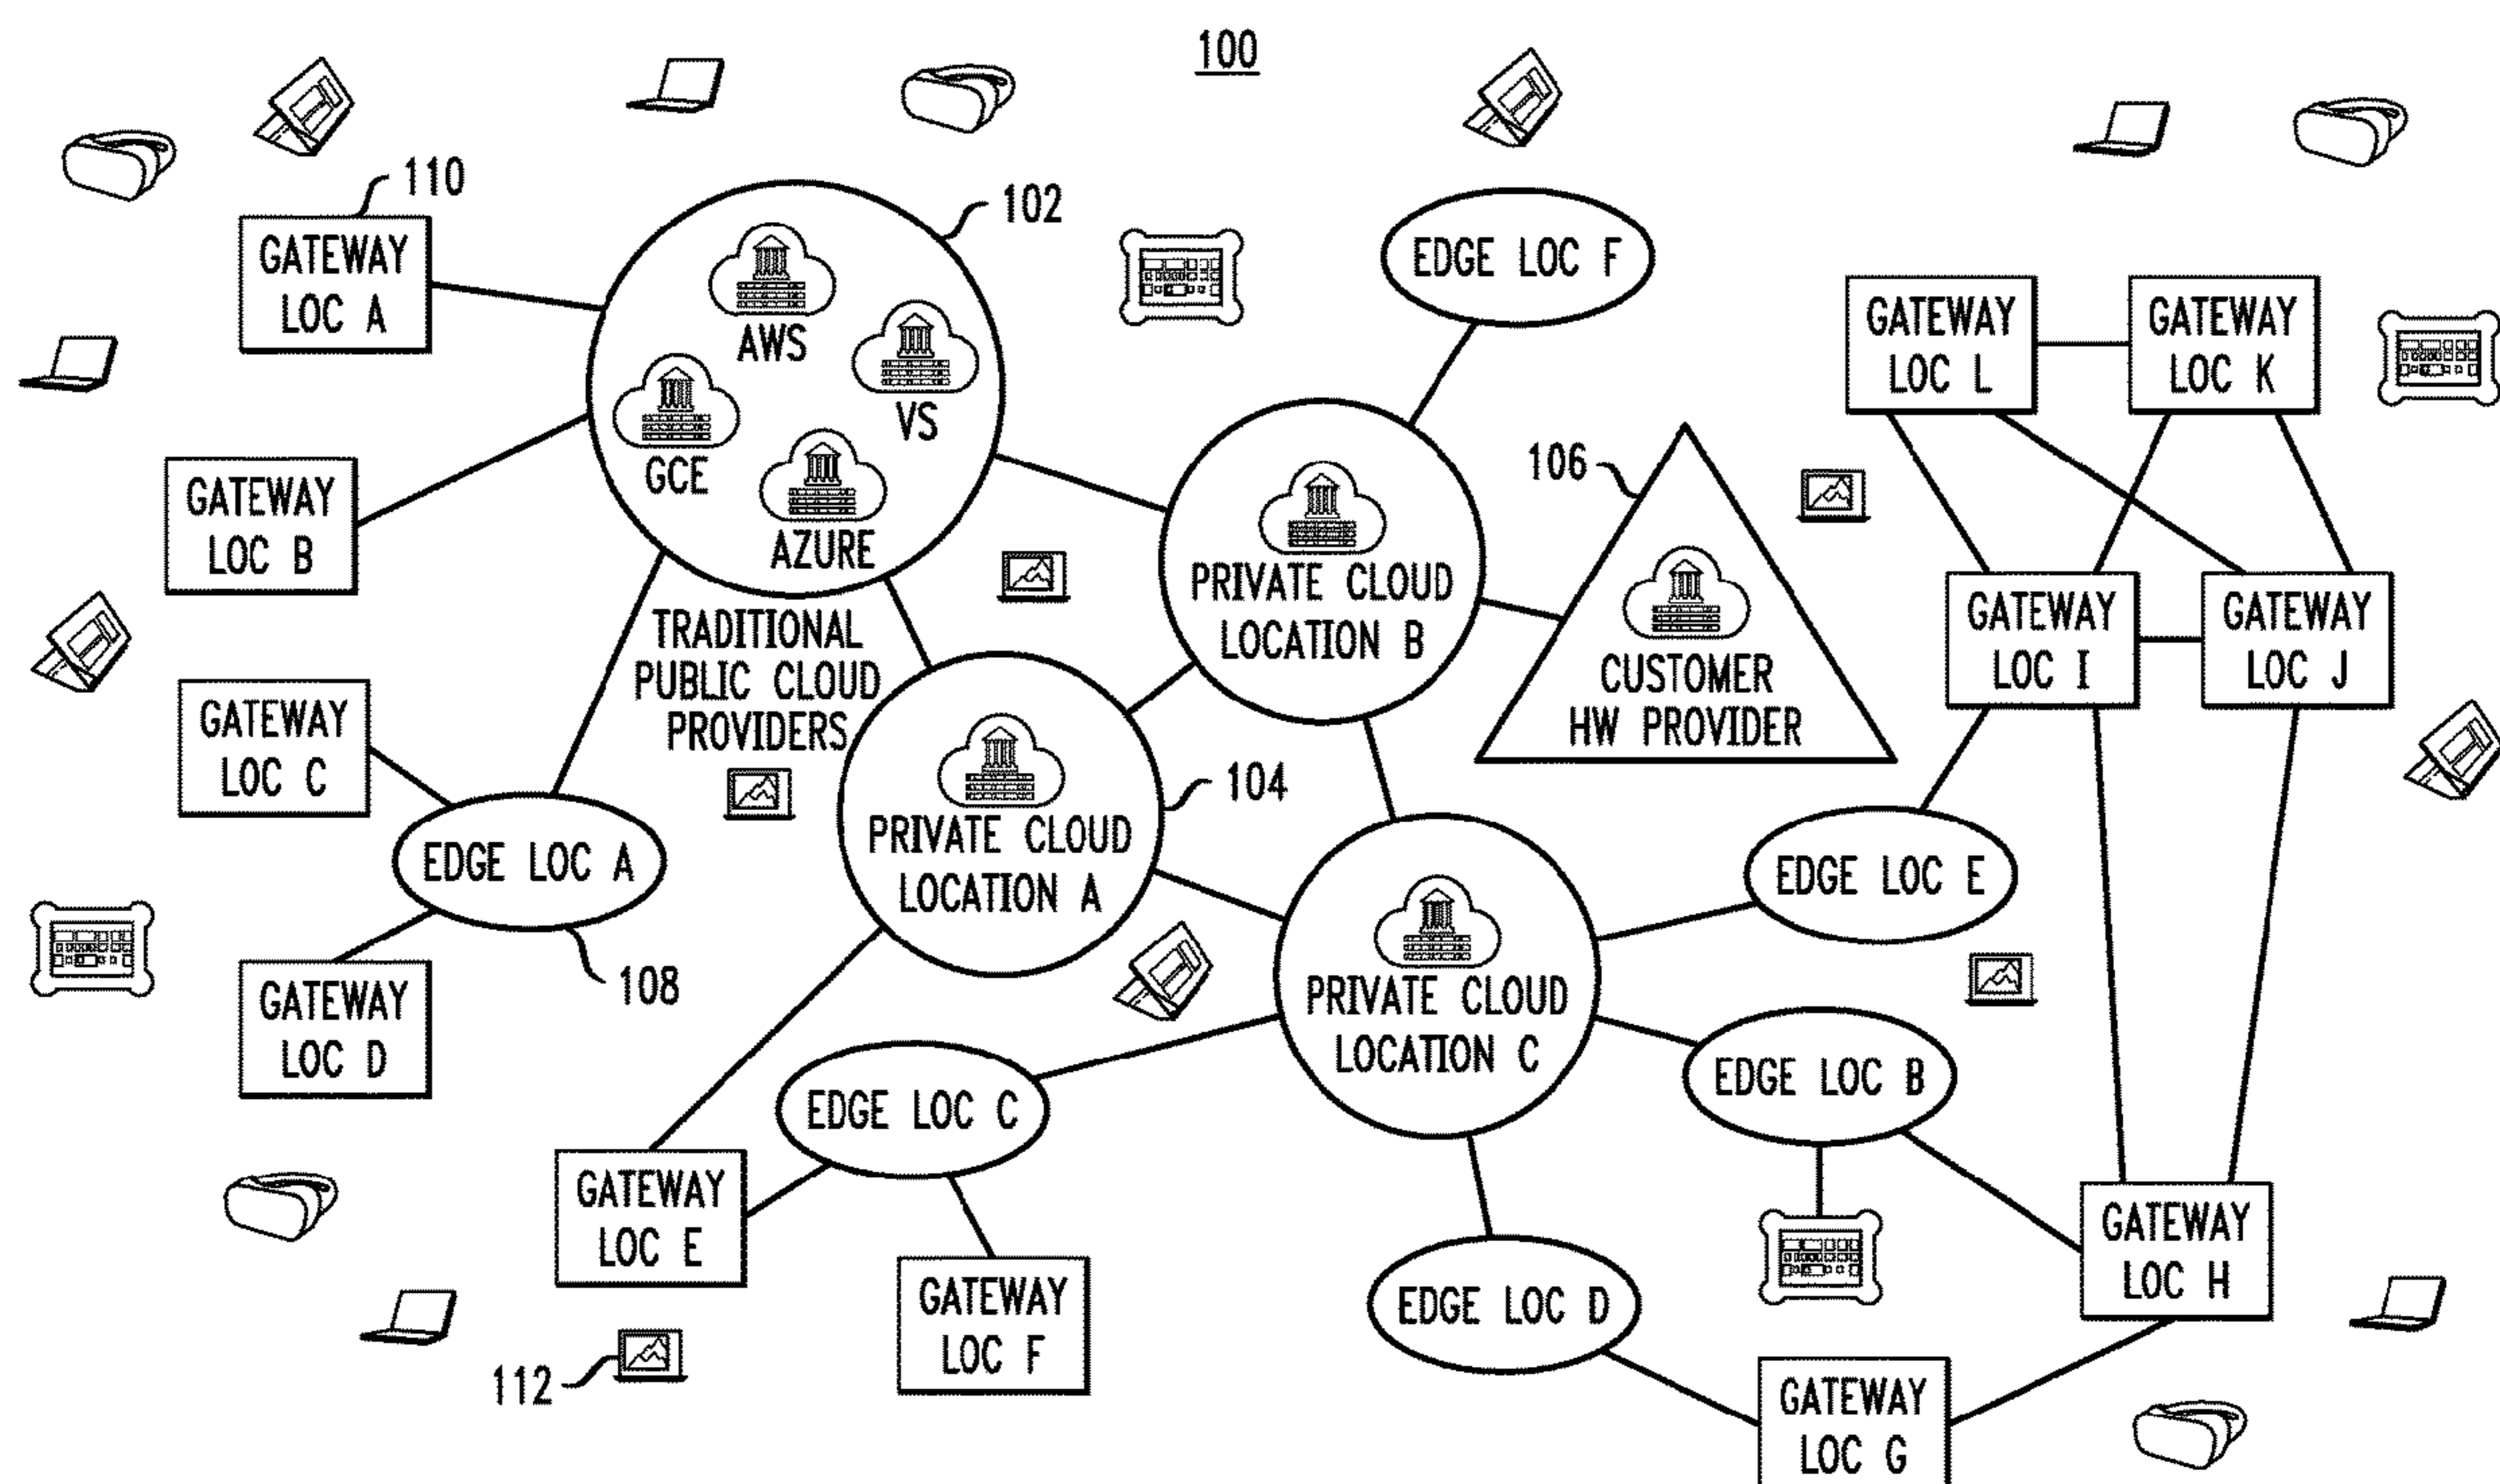 100
110
102
GATEWAY
LOC A
AWS
VS
GCE
AZURE
TRADITIONAL
PUBLIC CLOUD
PROVIDERS
EDGE LOC F
GATEWAY
LOC L
GATEWAY
LOC K
GATEWAY
LOC B
106
PRIVATE CLOUD
LOCATION B
CUSTOMER
HW PROVIDER
GATEWAY
LOC I
GATEWAY
LOC J
GATEWAY
LOC C
104
PRIVATE CLOUD
LOCATION A
EDGE LOC A
108
EDGE LOC E
GATEWAY
LOC D
PRIVATE CLOUD
LOCATION C
EDGE LOC C
EDGE LOC B
GATEWAY
LOC E
GATEWAY
LOC F
EDGE LOC D
GATEWAY
LOC H
112
GATEWAY
LOC G